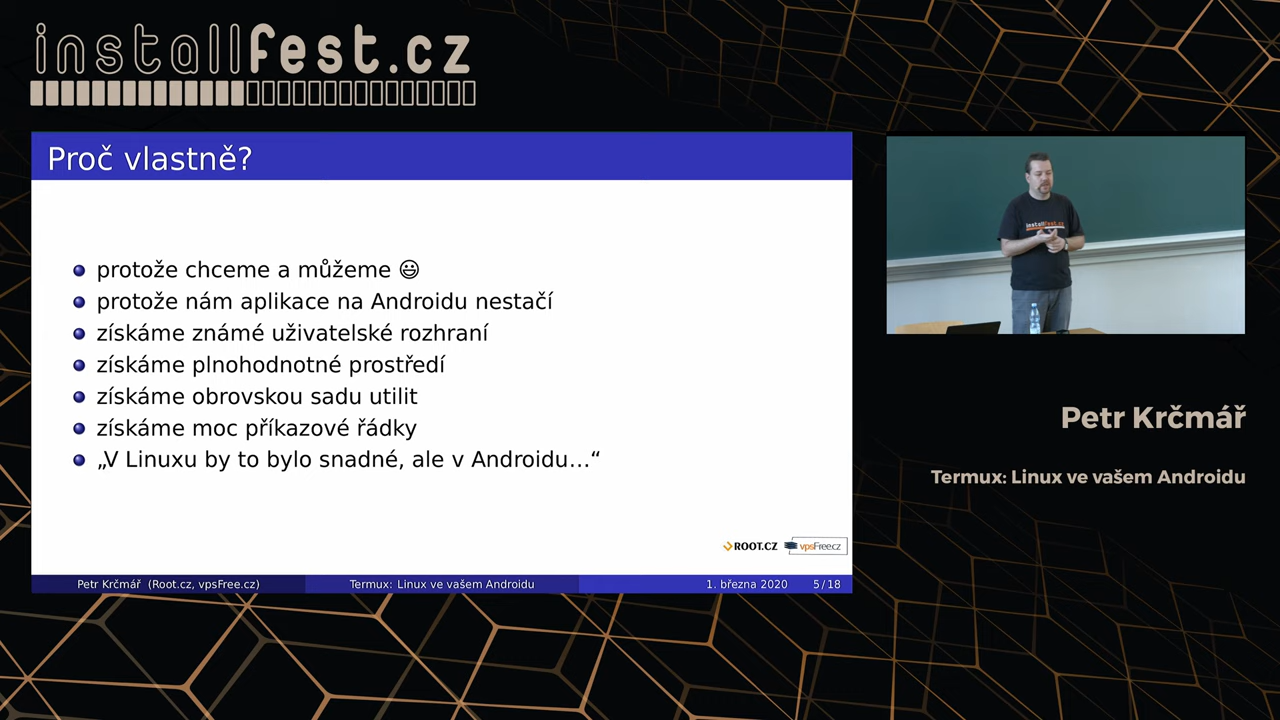 installfest.cz
Proč vlastně?
protože chceme a můžeme 😃
protože nám aplikace na Androidu nestačí
získáme známé uživatelské rozhraní
získáme plnohodnotné prostředí
získáme obrovskou sadu utilit
získáme moc příkazové řádky
„V Linuxu by to bylo snadné, ale v Androidu…“
ROOT.CZ vpsFree.cz
Petr Krčmář (Root.cz, vpsFree.cz) Termux: Linux ve vašem Androidu 1. března 2020 5/18
installfest.cz
Petr Krčmář
Termux: Linux ve vašem Androidu